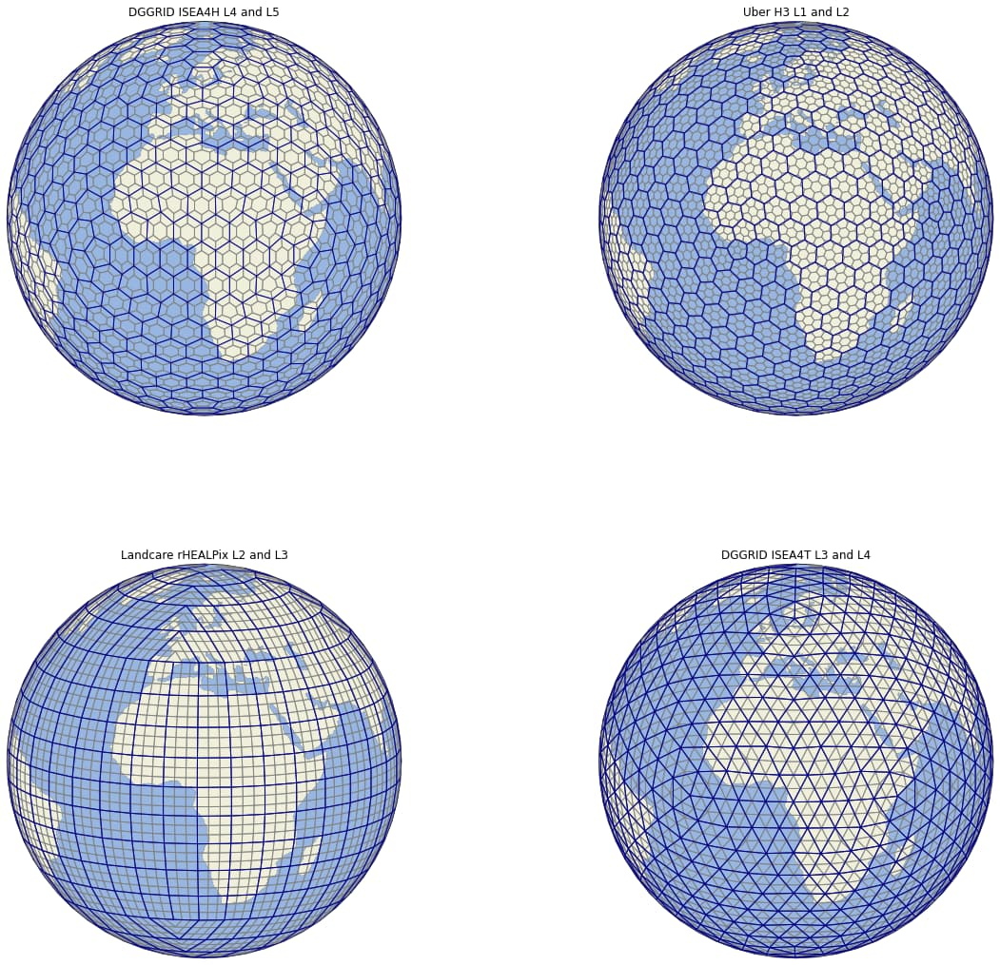 DGGRID ISEA4H L4 and L5
Uber H3 L1 and L2
Landcare rHEALPix L2 and L3
DGGRID ISEA4T L3 and L4